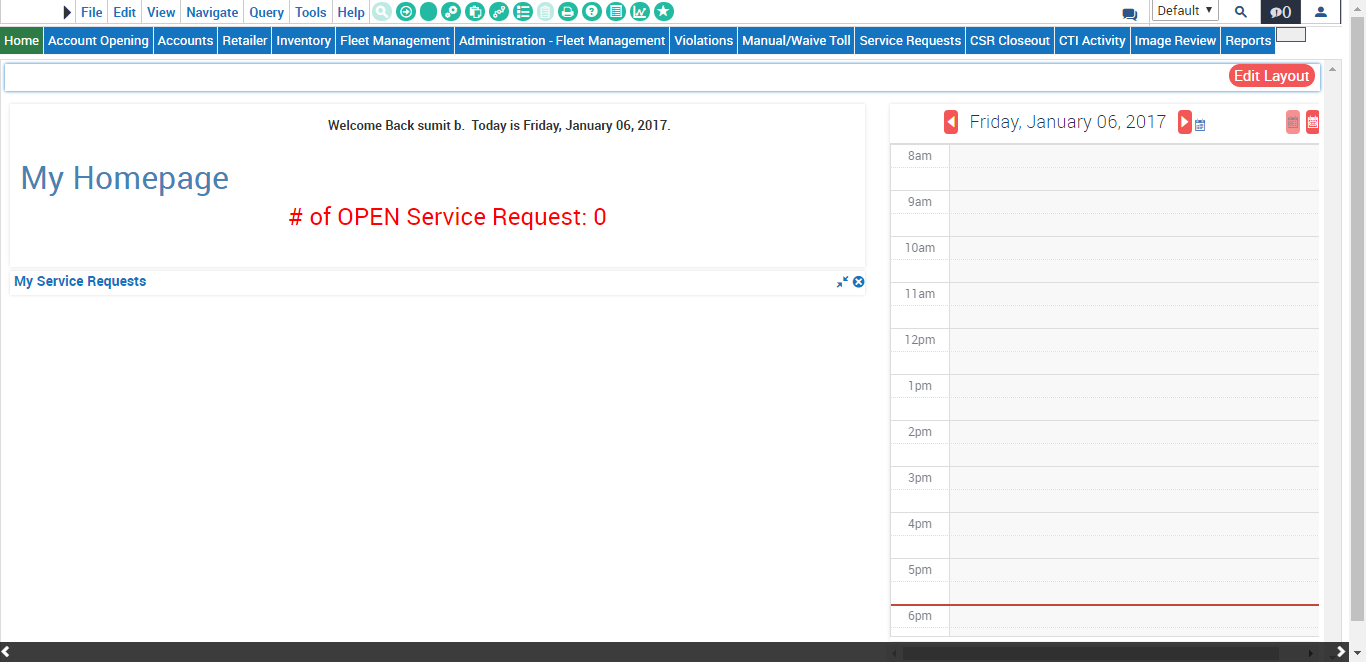 File Edit View Navigate Query Tools Help Default 0
Home Account Opening Accounts Retailer Inventory Fleet Management Administration - Fleet Management Violations Manual/Waive Toll Service Requests CSR Closeout CTI Activity Image Review Reports
Edit Layout
Welcome Back sumit b. Today is Friday, January 06, 2017.
My Homepage
# of OPEN Service Request: 0
My Service Requests
Friday, January 06, 2017
8am
9am
10am
11am
12pm
1pm
2pm
3pm
4pm
5pm
6pm